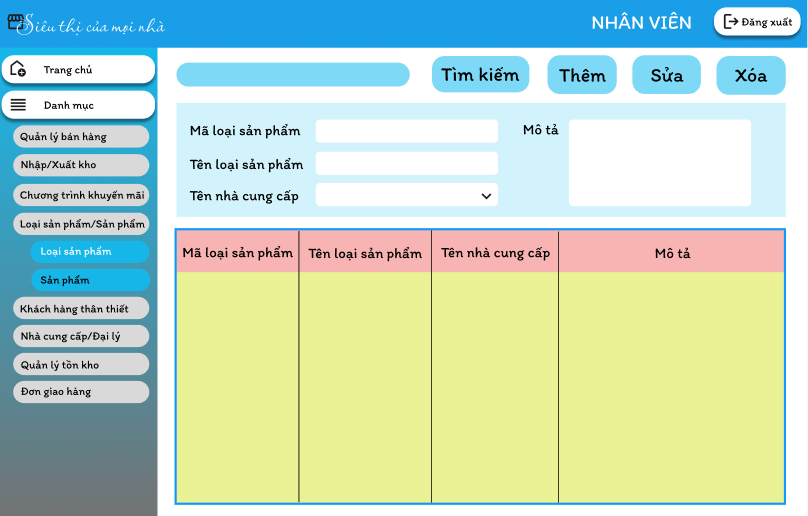 Siêu thị của mọi nhà
NHÂN VIÊN
Đăng xuất
Trang chủ
Danh mục
Quản lý bán hàng
Nhập/Xuất kho
Chương trình khuyến mãi
Loại sản phẩm/Sản phẩm
Loại sản phẩm
Sản phẩm
Khách hàng thân thiết
Nhà cung cấp/Đại lý
Quản lý tồn kho
Đơn giao hàng
Tìm kiếm
Thêm
Sửa
Xóa
Mã loại sản phẩm
Tên loại sản phẩm
Tên nhà cung cấp
Mô tả
Mã loại sản phẩm
Tên loại sản phẩm
Tên nhà cung cấp
Mô tả